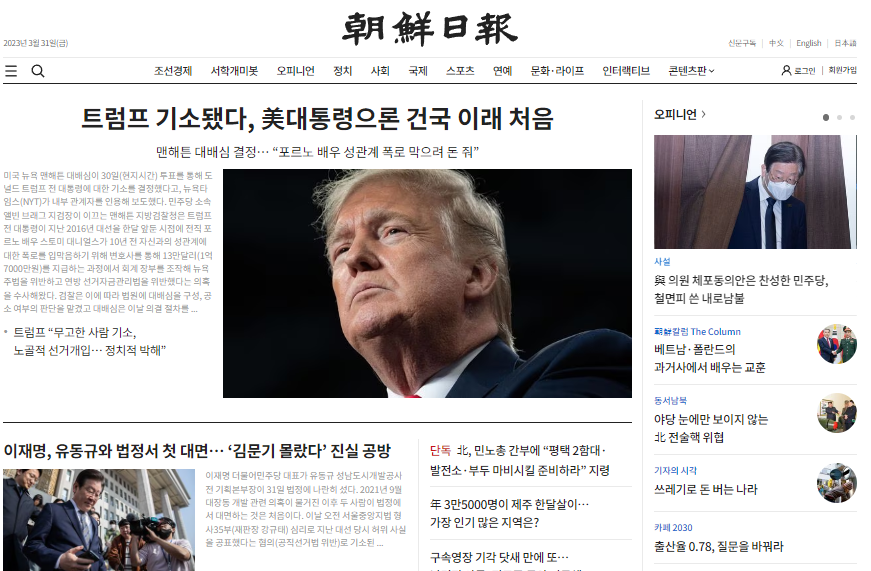 朝鮮日報
2023년 3월 31일(금)
신문구독 | 中文 | English | 日本語
조선경제 서학개미봇 오피니언 정치 사회 국제 스포츠 연예 문화·라이프 인터랙티브 콘텐츠판
로그인 | 회원가입
트럼프 기소됐다, 美대통령으론 건국 이래 처음
맨해튼 대배심 결정… “포르노 배우 성관계 폭로 막으려 돈 줘”
미국 뉴욕 맨해튼 대배심이 30일(현지시간) 투표를 통해 도
널드 트럼프 전 대통령에 대한 기소를 결정했다고, 뉴욕타
임스(NYT)가 내부 관계자를 인용해 보도했다. 민주당 소속
앨빈 브래그 지검장이 이끄는 맨해튼 지방검찰청은 트럼프
전 대통령이 지난 2016년 대선을 한달 앞둔 시점에 전직 포
르노 배우 스토미 대니얼스가 10년 전 자신과의 성관계에
대한 폭로를 입막음하기 위해 변호사를 통해 13만달러(1억
7000만원)를 지급하는 과정에서 회계 장부를 조작해 뉴욕
주법을 위반하고 연방 선거자금관리법을 위반했다는 의혹
을 수사해왔다. 검찰은 이에 따라 법원에 대배심을 구성, 공
소 여부의 판단을 맡겼고 대배심은 이날 의결 절차를 ...
트럼프 “무고한 사람 기소,
노골적 선거개입… 정치적 박해”
이재명, 유동규와 법정서 첫 대면… ‘김문기 몰랐다’ 진실 공방
이재명 더불어민주당 대표가 유동규 성남도시개발공사
전 기획본부장이 31일 법정에 나란히 섰다. 2021년 9월
대장동 개발 관련 의혹이 불거진 이후 두 사람이 법정에
서 대면하는 것은 처음이다. 이날 오전 서울중앙지법 형
사35부(재판장 강규태) 심리로 지난 대선 당시 허위 사실
을 공표했다는 혐의(공직선거법 위반)로 기소된 ...
단독 北, 민노총 간부에 “평택 2함대·
발전소·부두 마비시킬 준비하라” 지령
年 3만5000명이 제주 한달살이…
가장 인기 많은 지역은?
구속영장 기각 닷새 만에 또…
오피니언
사설
與 의원 체포동의안은 찬성한 민주당,
철면피 쓴 내로남불
朝鮮칼럼 The Column
베트남·폴란드의
과거사에서 배우는 교훈
동서남북
야당 눈에만 보이지 않는
北 전술핵 위협
기자의 시각
쓰레기로 돈 버는 나라
카페 2030
출산율 0.78, 질문을 바꿔라